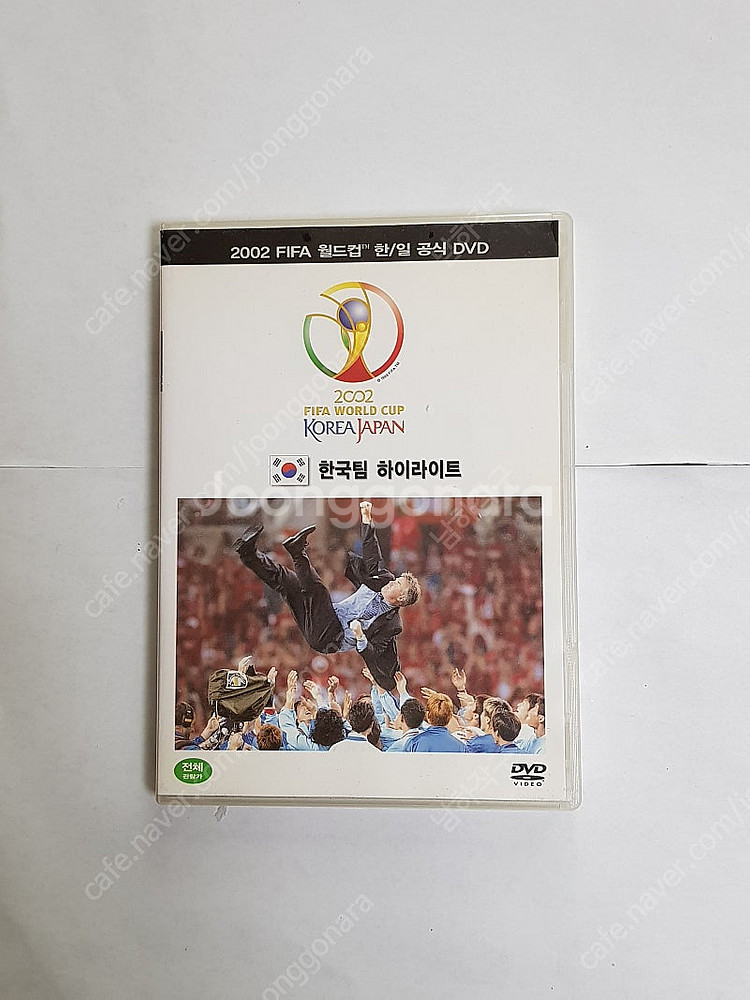 2002 FIFA 월드컵™ 한/일 공식 DVD
2002
FIFA WORLD CUP
KOREA JAPAN
한국팀 하이라이트
Joonggonara
전체
관람가
DVD
VIDEO
cafe.naver.com/joonggonara